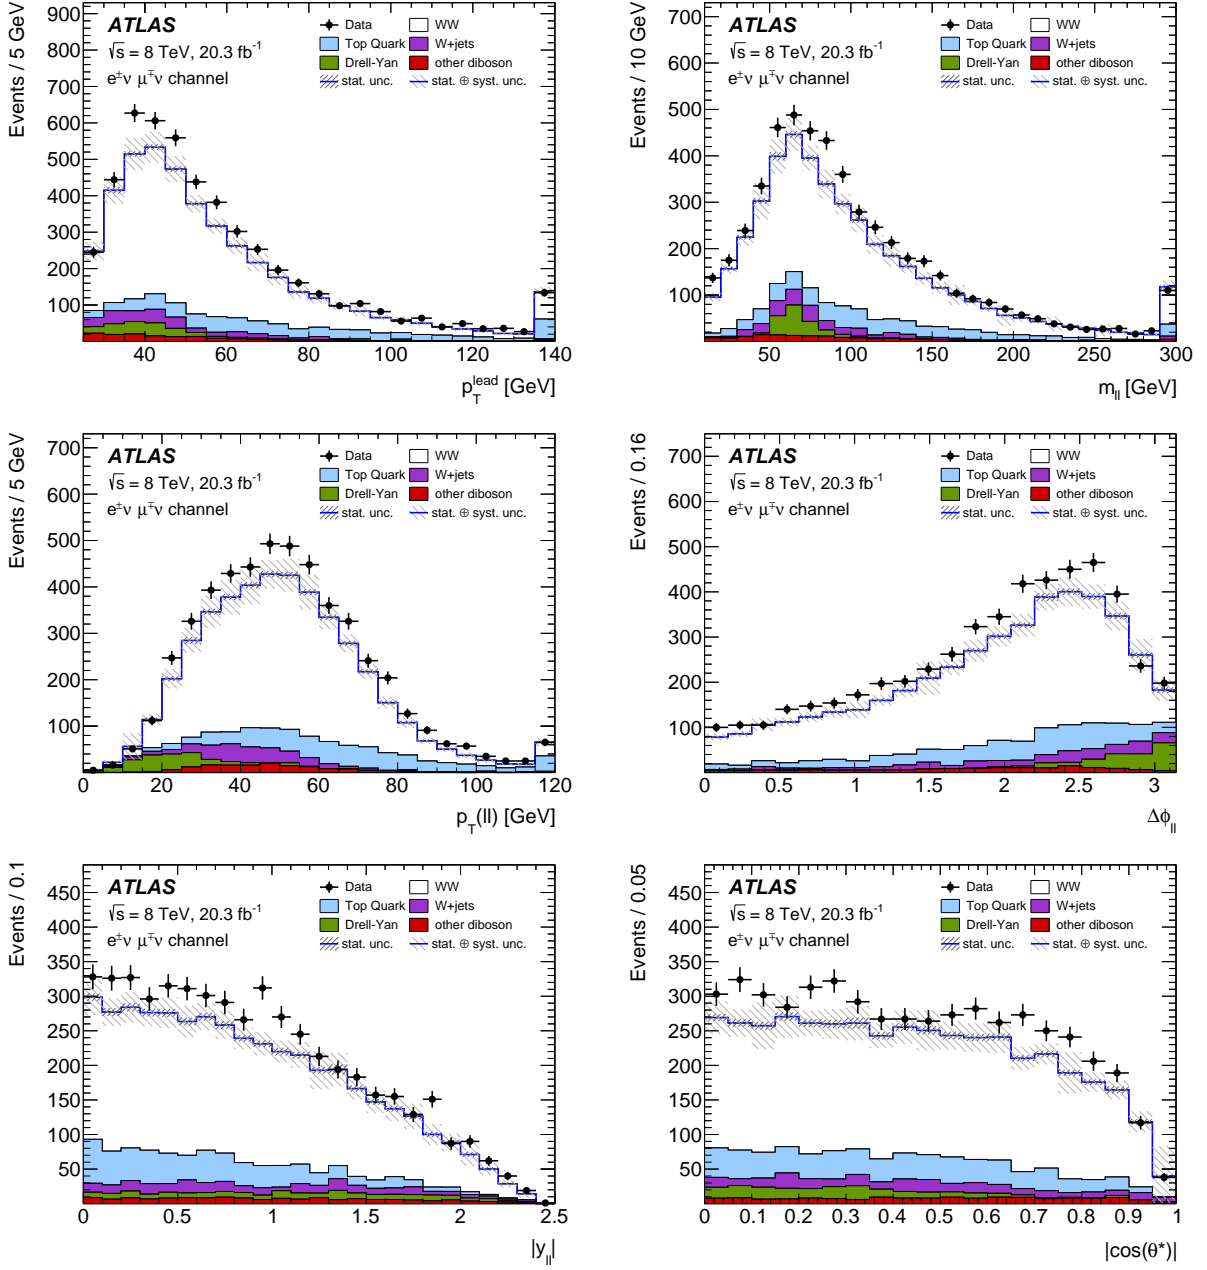 Events / 5 GeV
900
800
700
600
500
400
300
200
100
ATLAS
√s = 8 TeV, 20.3 fb⁻¹
e±ν μ∓ν channel
Data WW
Top Quark W+jets
Drell-Yan other diboson
stat. unc. stat. ⊕ syst. unc.
40 60 80 100 120 140
p_T^lead [GeV]
Events / 10 GeV
700
600
500
400
300
200
100
ATLAS
√s = 8 TeV, 20.3 fb⁻¹
e±ν μ∓ν channel
Data WW
Top Quark W+jets
Drell-Yan other diboson
stat. unc. stat. ⊕ syst. unc.
50 100 150 200 250 300
m_ll [GeV]
Events / 5 GeV
700
600
500
400
300
200
100
ATLAS
√s = 8 TeV, 20.3 fb⁻¹
e±ν μ∓ν channel
Data WW
Top Quark W+jets
Drell-Yan other diboson
stat. unc. stat. ⊕ syst. unc.
0 20 40 60 80 100 120
p_T(ll) [GeV]
Events / 0.16
700
600
500
400
300
200
100
ATLAS
√s = 8 TeV, 20.3 fb⁻¹
e±ν μ∓ν channel
Data WW
Top Quark W+jets
Drell-Yan other diboson
stat. unc. stat. ⊕ syst. unc.
0 0.5 1 1.5 2 2.5 3
Δϕ_ll
Events / 0.1
450
400
350
300
250
200
150
100
50
ATLAS
√s = 8 TeV, 20.3 fb⁻¹
e±ν μ∓ν channel
Data WW
Top Quark W+jets
Drell-Yan other diboson
stat. unc. stat. ⊕ syst. unc.
0 0.5 1 1.5 2 2.5
|y_ll|
Events / 0.05
450
400
350
300
250
200
150
100
50
ATLAS
√s = 8 TeV, 20.3 fb⁻¹
e±ν μ∓ν channel
Data WW
Top Quark W+jets
Drell-Yan other diboson
stat. unc. stat. ⊕ syst. unc.
0 0.1 0.2 0.3 0.4 0.5 0.6 0.7 0.8 0.9 1
|cos(θ*)|